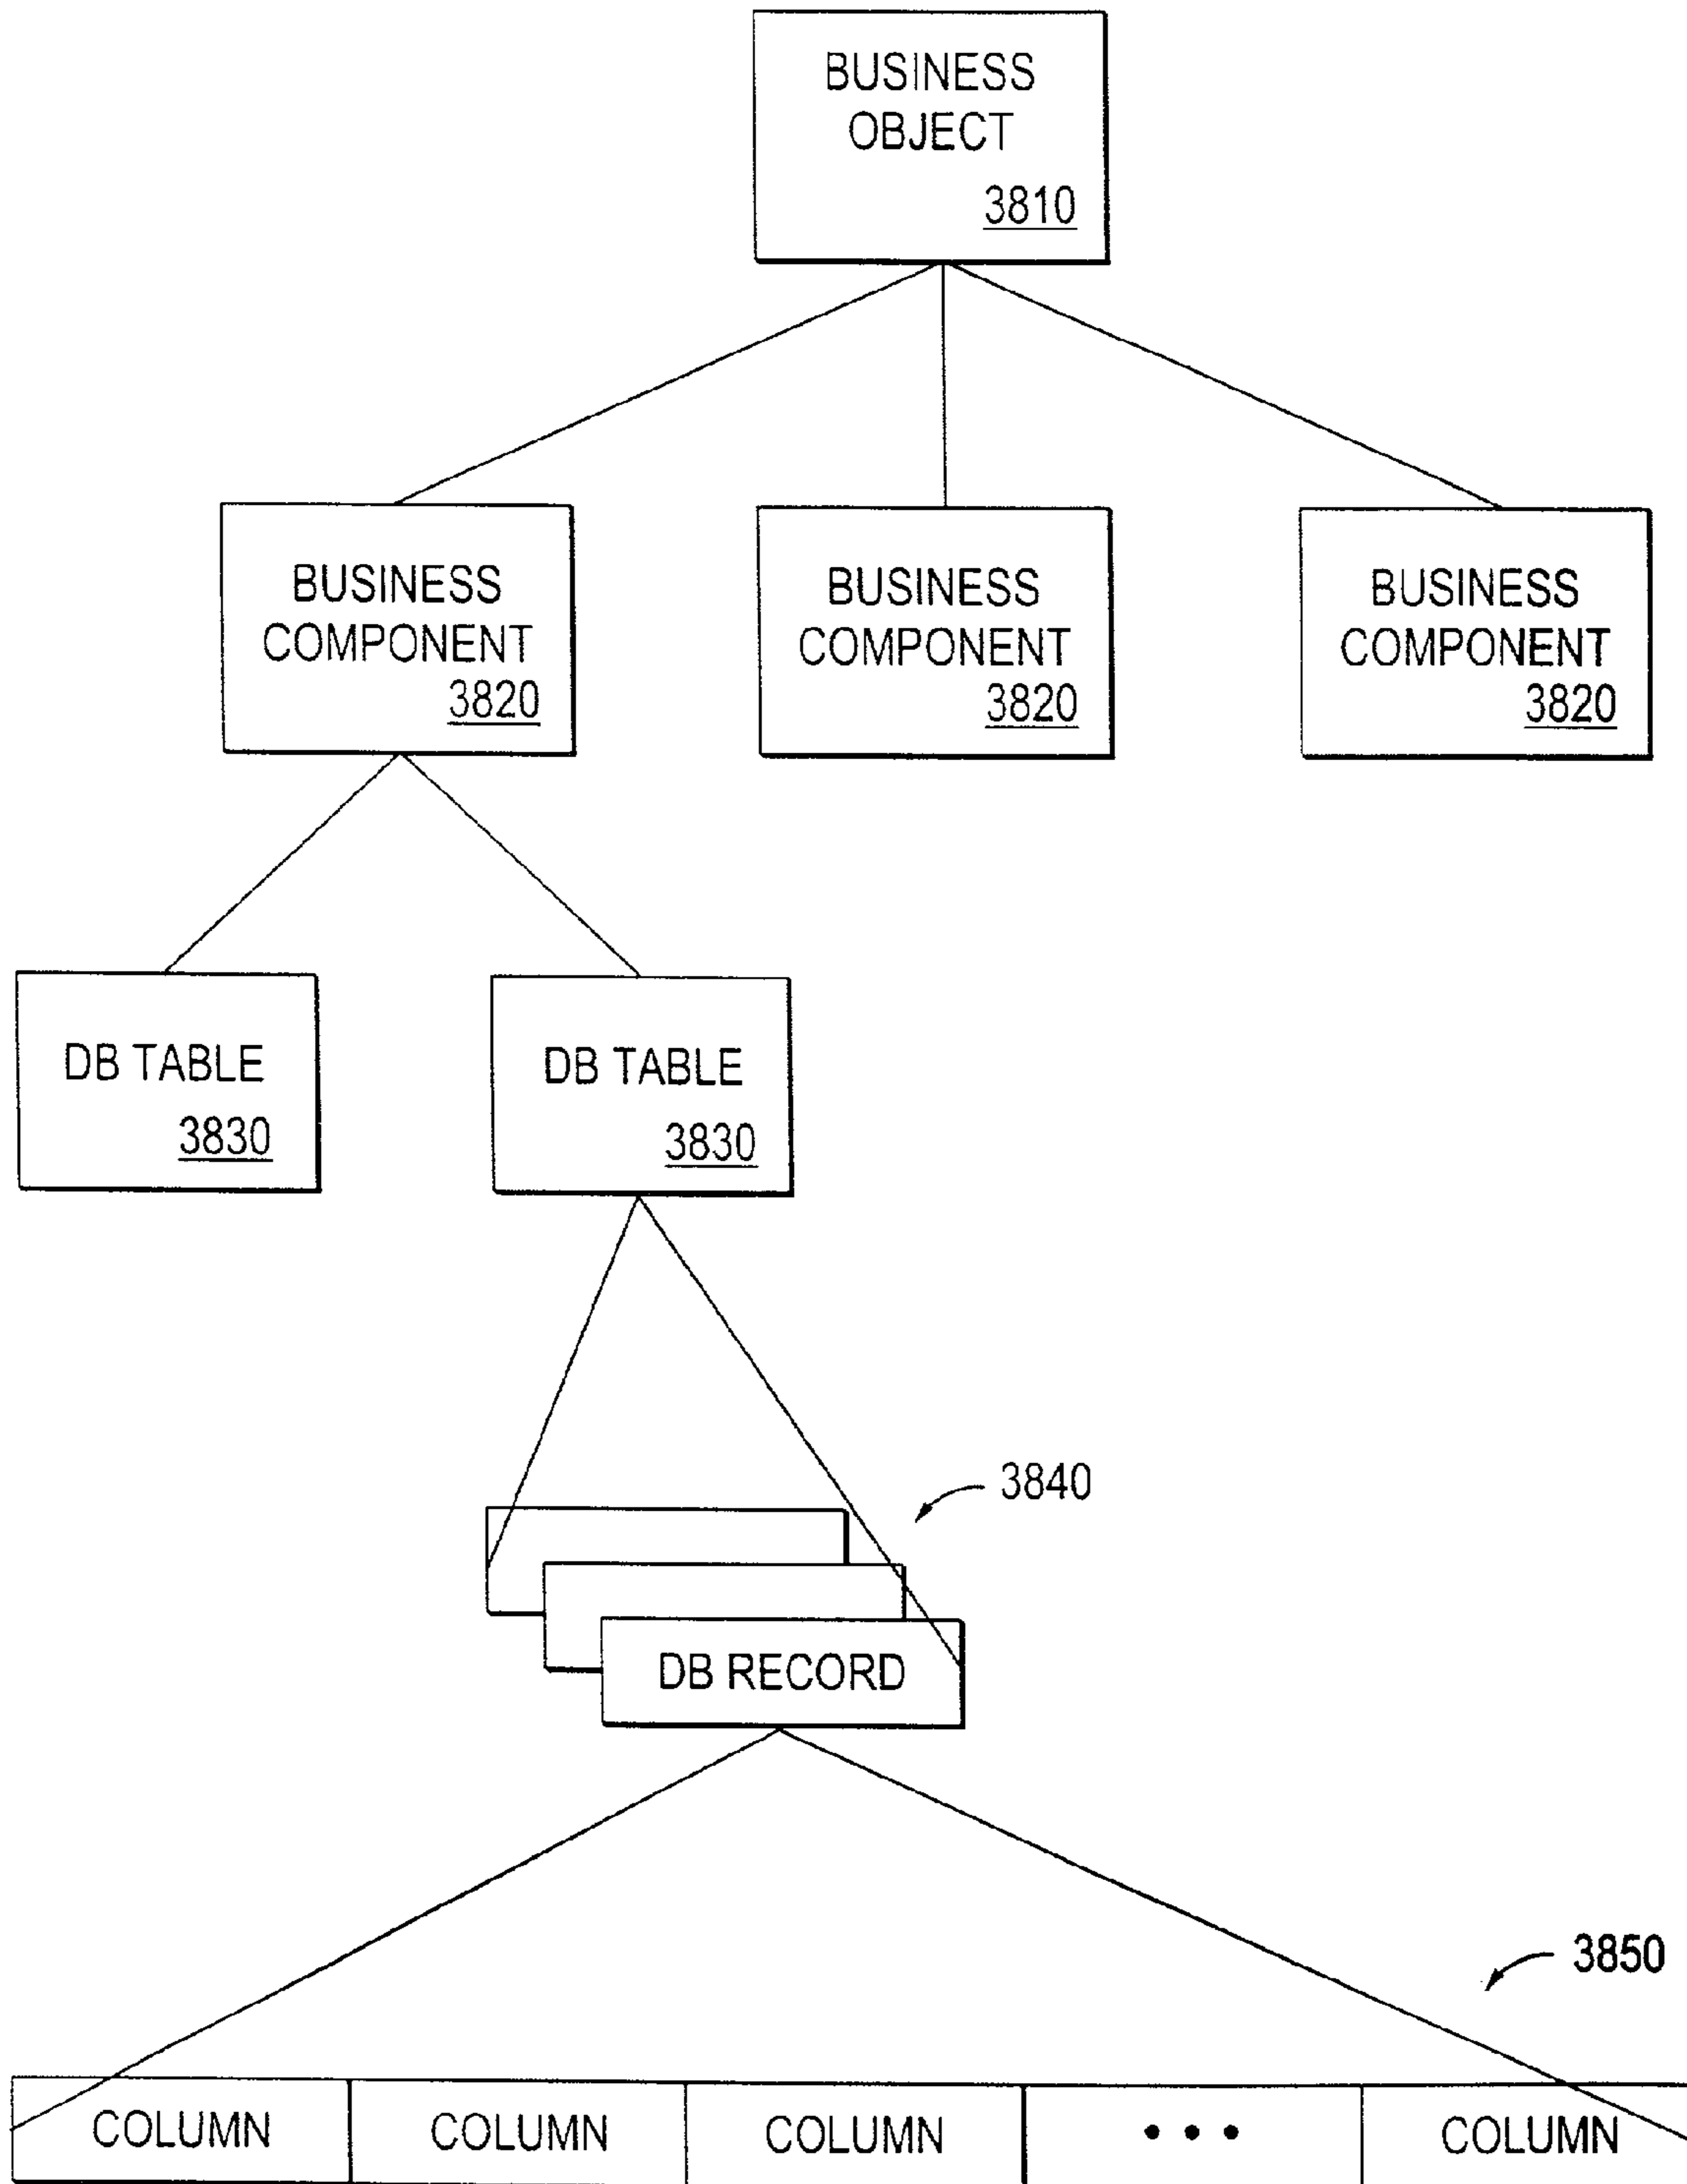 BUSINESS
OBJECT
3810
BUSINESS
COMPONENT
3820
BUSINESS
COMPONENT
3820
BUSINESS
COMPONENT
3820
DB TABLE
3830
DB TABLE
3830
3840
DB RECORD
3850
COLUMN
COLUMN
COLUMN
• • •
COLUMN